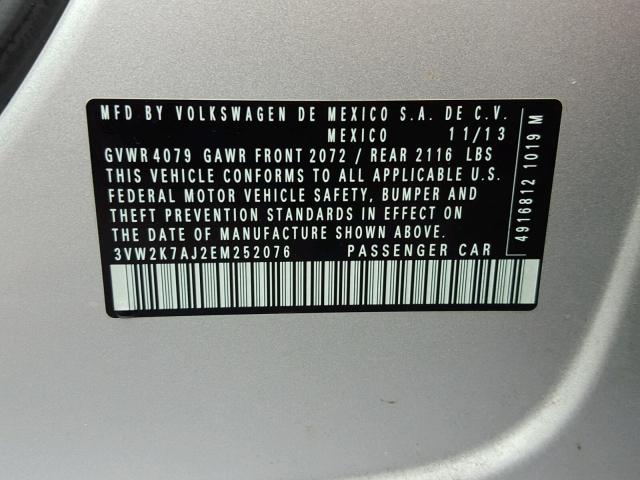 MFD BY VOLKSWAGEN DE MEXICO S.A. DE C.V.
MEXICO 11/13
GVWR 4079 GAWR FRONT 2072 / REAR 2116 LBS
THIS VEHICLE CONFORMS TO ALL APPLICABLE U.S.
FEDERAL MOTOR VEHICLE SAFETY, BUMPER AND
THEFT PREVENTION STANDARDS IN EFFECT ON
THE DATE OF MANUFACTURE SHOWN ABOVE.
3VW2K7AJ2EM252076 PASSENGER CAR
4916812 1019 M